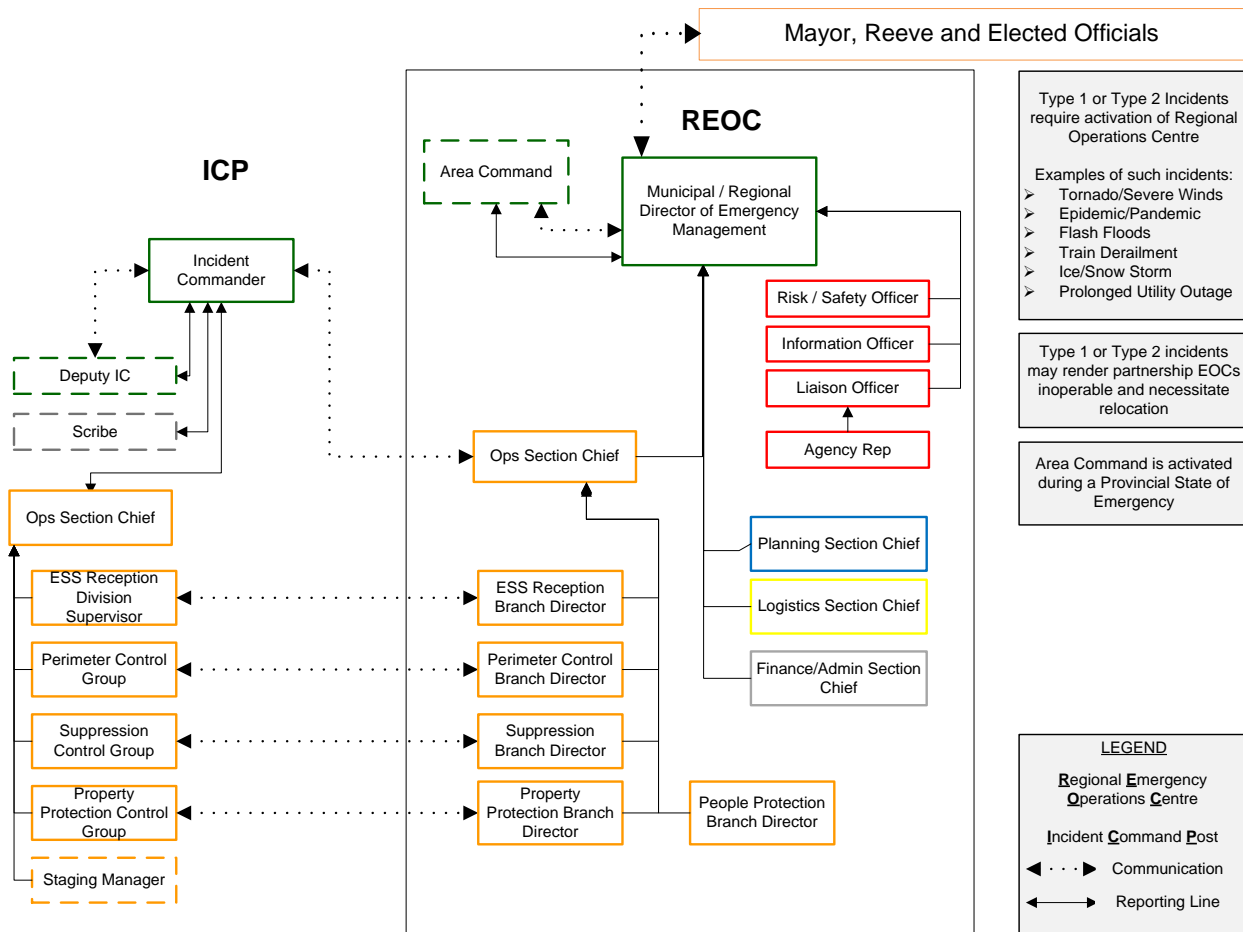 Mayor, Reeve and Elected Officials
ICP
REOC
Incident
Commander
Deputy IC
Scribe
Ops Section Chief
ESS Reception
Division
Supervisor
Perimeter Control
Group
Suppression
Control Group
Property
Protection Control
Group
Staging Manager
Area Command
Municipal / Regional
Director of Emergency
Management
Risk / Safety Officer
Information Officer
Liaison Officer
Agency Rep
Ops Section Chief
Planning Section Chief
Logistics Section Chief
Finance/Admin Section
Chief
ESS Reception
Branch Director
Perimeter Control
Branch Director
Suppression
Branch Director
Property
Protection Branch
Director
People Protection
Branch Director
Type 1 or Type 2 Incidents
require activation of Regional
Operations Centre
Examples of such incidents:
➢ Tornado/Severe Winds
➢ Epidemic/Pandemic
➢ Flash Floods
➢ Train Derailment
➢ Ice/Snow Storm
➢ Prolonged Utility Outage
Type 1 or Type 2 incidents
may render partnership EOCs
inoperable and necessitate
relocation
Area Command is activated
during a Provincial State of
Emergency
LEGEND
Regional Emergency
Operations Centre
Incident Command Post
Communication
Reporting Line